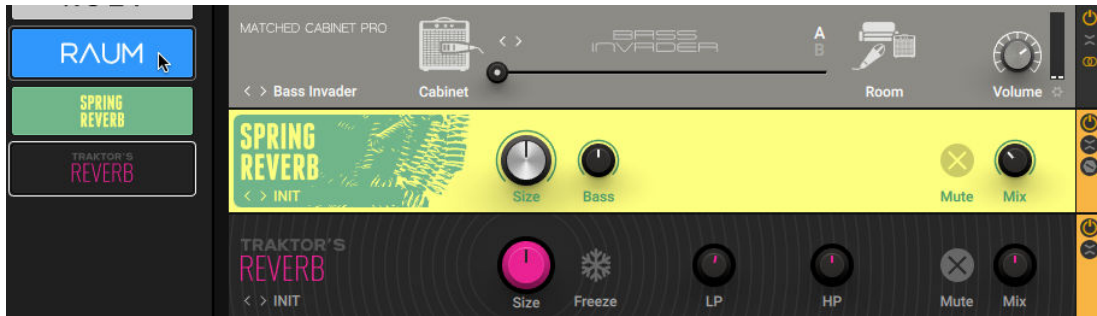 RAUM
SPRING
REVERB
TRAKTOR'S
REVERB
MATCHED CABINET PRO
BASS
INVADER
A
B
< > Bass Invader
Cabinet
< >
Room
Volume
SPRING
REVERB
< > INIT
Size
Bass
Mute
Mix
TRAKTOR'S
REVERB
< > INIT
Size
Freeze
LP
HP
Mute
Mix